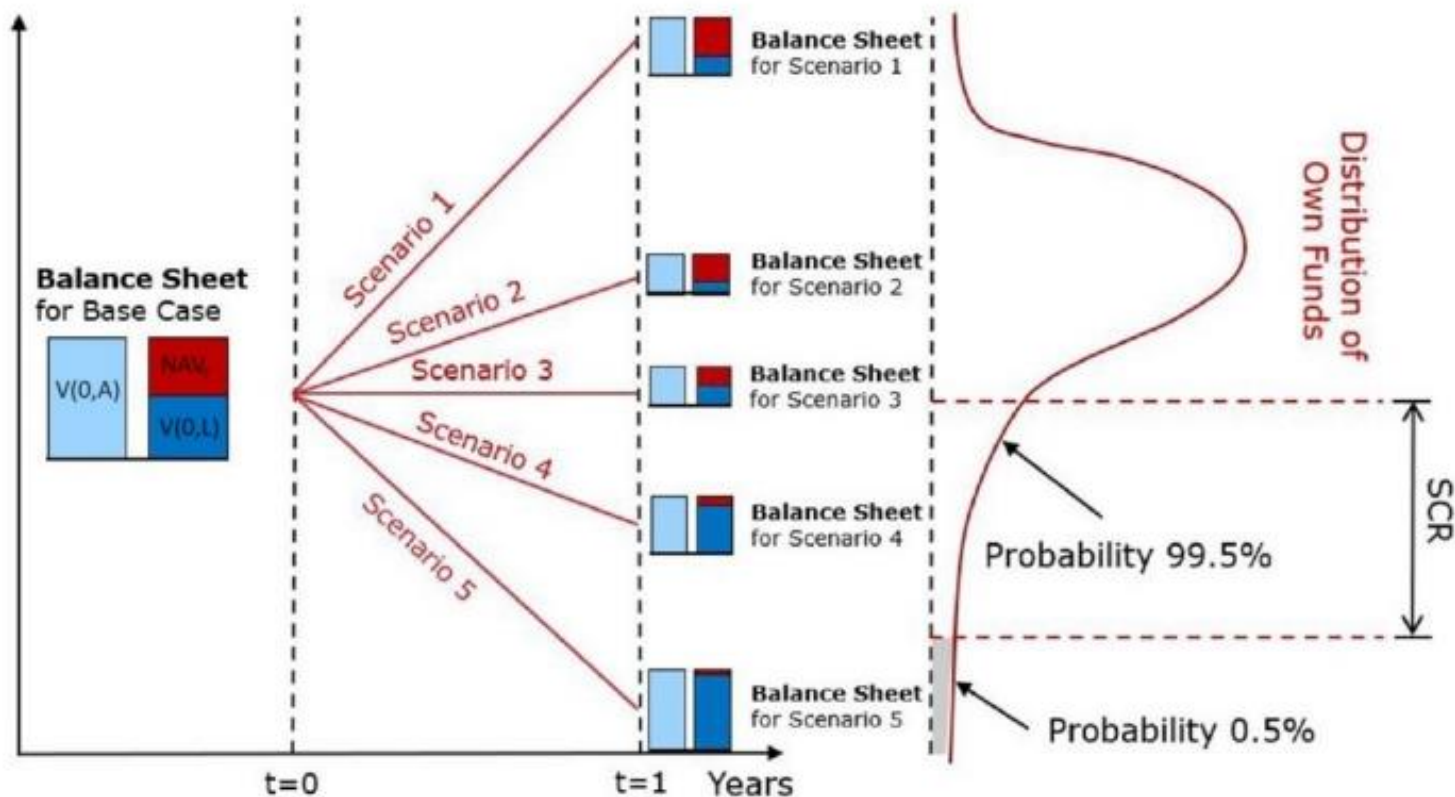 Balance Sheet
for Base Case
V(0,A)
V(0,L)
Scenario 1
Scenario 2
Scenario 3
Scenario 4
Scenario 5
Balance Sheet
for Scenario 1
Balance Sheet
for Scenario 2
Balance Sheet
for Scenario 3
Balance Sheet
for Scenario 4
Balance Sheet
for Scenario 5
t=0
t=1
Years
Distribution of
Own Funds
Probability 99.5%
SCR
Probability 0.5%